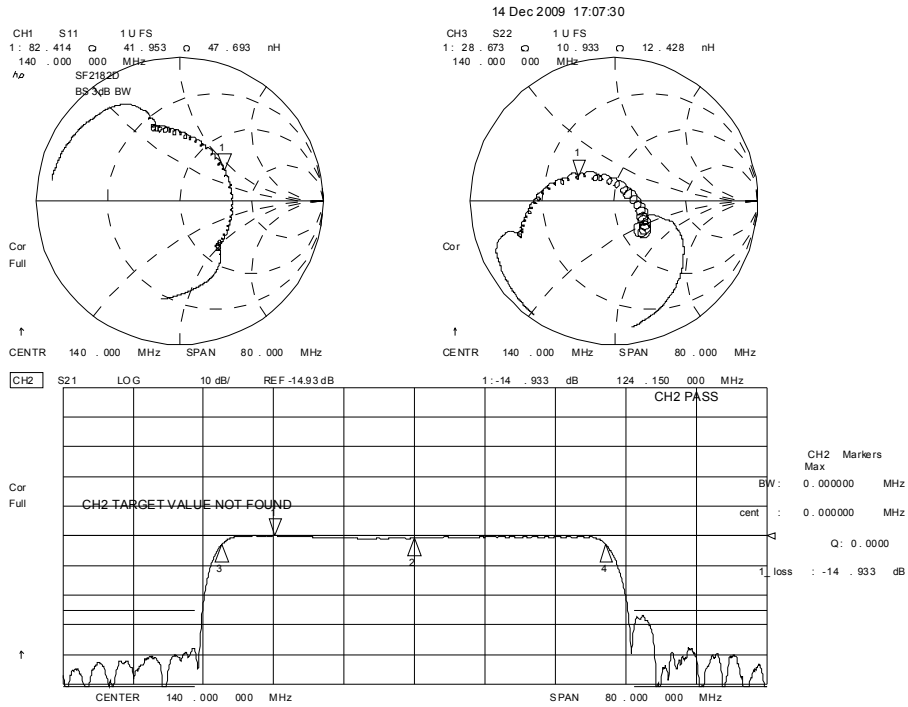 14 Dec 2009 17:07:30
CH1 S11 1 U FS
1: 82 .414 Ω 41 .953 Ω 47 .693 nH
140 .000 000 MHz
hp
SF2182D
BS 3dB BW
1
Cor
Full
↑
CENTR 140 .000 MHz SPAN 80 .000 MHz
CH3 S22 1 U FS
1: 28 .673 Ω 10 .933 Ω 12 .428 nH
140 .000 000 MHz
1
Cor
↑
CENTR 140 .000 MHz SPAN 80 .000 MHz
CH2 S21 LOG 10 dB/ REF -14.93 dB 1:-14 .933 dB 124 .150 000 MHz
CH2 PASS
Cor
Full
CH2 TARGET VALUE NOT FOUND
3
2
4
↑
CH2 Markers
Max
BW : 0. 000000 MHz
cent : 0. 000000 MHz
Q: 0. 0000
1_ loss : -14 .933 dB
CENTER 140 .000 000 MHz SPAN 80 .000 000 MHz